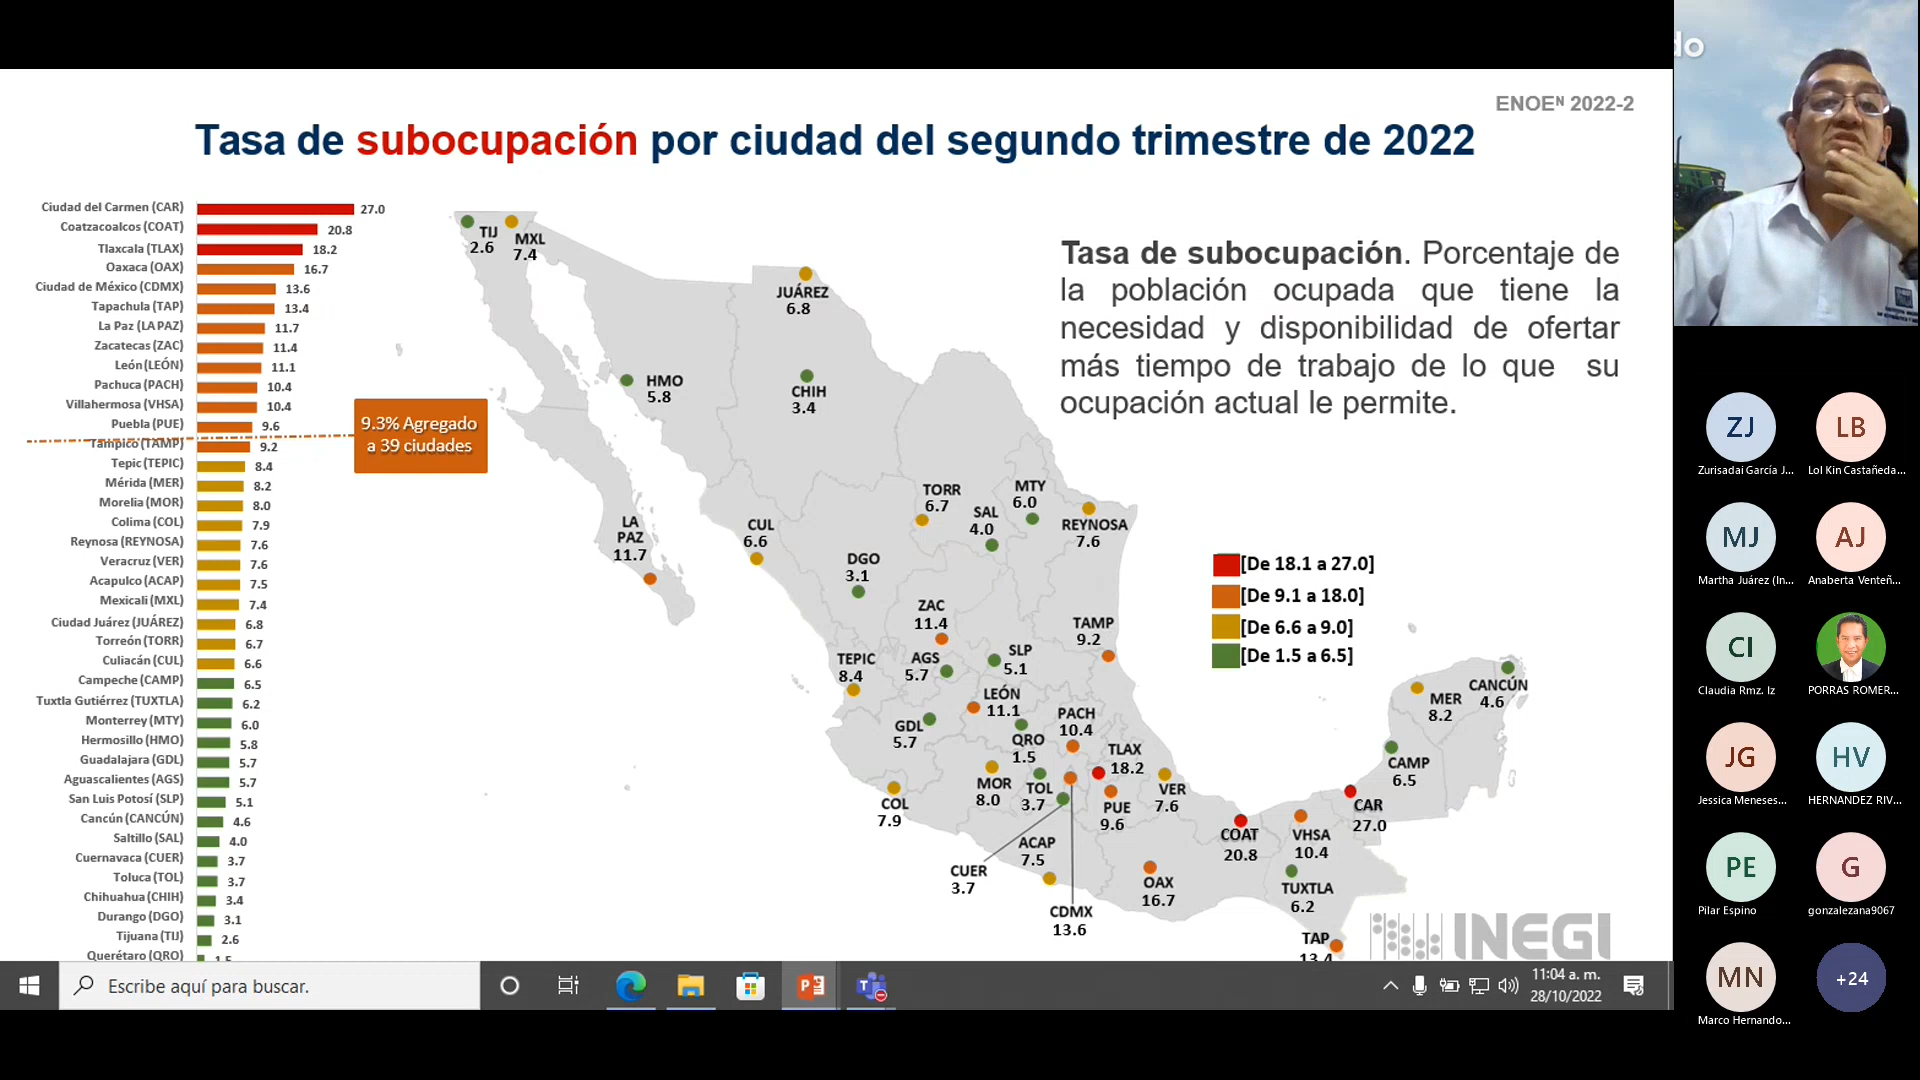 do
ENOEᴺ 2022-2
Tasa de subocupación por ciudad del segundo trimestre de 2022
Ciudad del Carmen (CAR) 27.0
Coatzacoalcos (COAT) 20.8
Tlaxcala (TLAX) 18.2
Oaxaca (OAX) 16.7
Ciudad de México (CDMX) 13.6
Tapachula (TAP) 13.4
La Paz (LA PAZ) 11.7
Zacatecas (ZAC) 11.4
León (LEÓN) 11.1
Pachuca (PACH) 10.4
Villahermosa (VHSA) 10.4
Puebla (PUE) 9.6
Tampico (TAMP) 9.2
Tepic (TEPIC) 8.4
Mérida (MER) 8.2
Morelia (MOR) 8.0
Colima (COL) 7.9
Reynosa (REYNOSA) 7.6
Veracruz (VER) 7.6
Acapulco (ACAP) 7.5
Mexicali (MXL) 7.4
Ciudad Juárez (JUÁREZ) 6.8
Torreón (TORR) 6.7
Culiacán (CUL) 6.6
Campeche (CAMP) 6.5
Tuxtla Gutiérrez (TUXTLA) 6.2
Monterrey (MTY) 6.0
Hermosillo (HMO) 5.8
Guadalajara (GDL) 5.7
Aguascalientes (AGS) 5.7
San Luis Potosí (SLP) 5.1
Cancún (CANCÚN) 4.6
Saltillo (SAL) 4.0
Cuernavaca (CUER) 3.7
Toluca (TOL) 3.7
Chihuahua (CHIH) 3.4
Durango (DGO) 3.1
Tijuana (TIJ) 2.6
Querétaro (QRO) 1.5
9.3% Agregado
a 39 ciudades
TIJ
2.6
MXL
7.4
JUÁREZ
6.8
HMO
5.8
CHIH
3.4
LA
PAZ
11.7
CUL
6.6
TORR
6.7
SAL
4.0
MTY
6.0
REYNOSA
7.6
DGO
3.1
ZAC
11.4
TAMP
9.2
TEPIC
8.4
AGS
5.7
SLP
5.1
LEÓN
11.1
GDL
5.7
QRO
1.5
PACH
10.4
TLAX
18.2
COL
7.9
MOR
8.0
TOL
3.7
PUE
9.6
VER
7.6
ACAP
7.5
CUER
3.7
CDMX
13.6
OAX
16.7
COAT
20.8
VHSA
10.4
TUXTLA
6.2
TAP
13.4
CAR
27.0
CAMP
6.5
MER
8.2
CANCÚN
4.6
Tasa de subocupación. Porcentaje de
la población ocupada que tiene la
necesidad y disponibilidad de ofertar
más tiempo de trabajo de lo que su
ocupación actual le permite.
[De 18.1 a 27.0]
[De 9.1 a 18.0]
[De 6.6 a 9.0]
[De 1.5 a 6.5]
INEGI
Escribe aquí para buscar.
11:04 a. m.
28/10/2022
ZJ
Zurisadai García J...
LB
Lol Kin Castañeda...
MJ
Martha Juárez (In...
AJ
Anaberta Venteñ...
CI
Claudia Rmz. Iz
PORRAS ROMER...
JG
Jessica Meneses...
HV
HERNANDEZ RIV...
PE
Pilar Espino
G
gonzalezana9067
MN
Marco Hernando...
+24